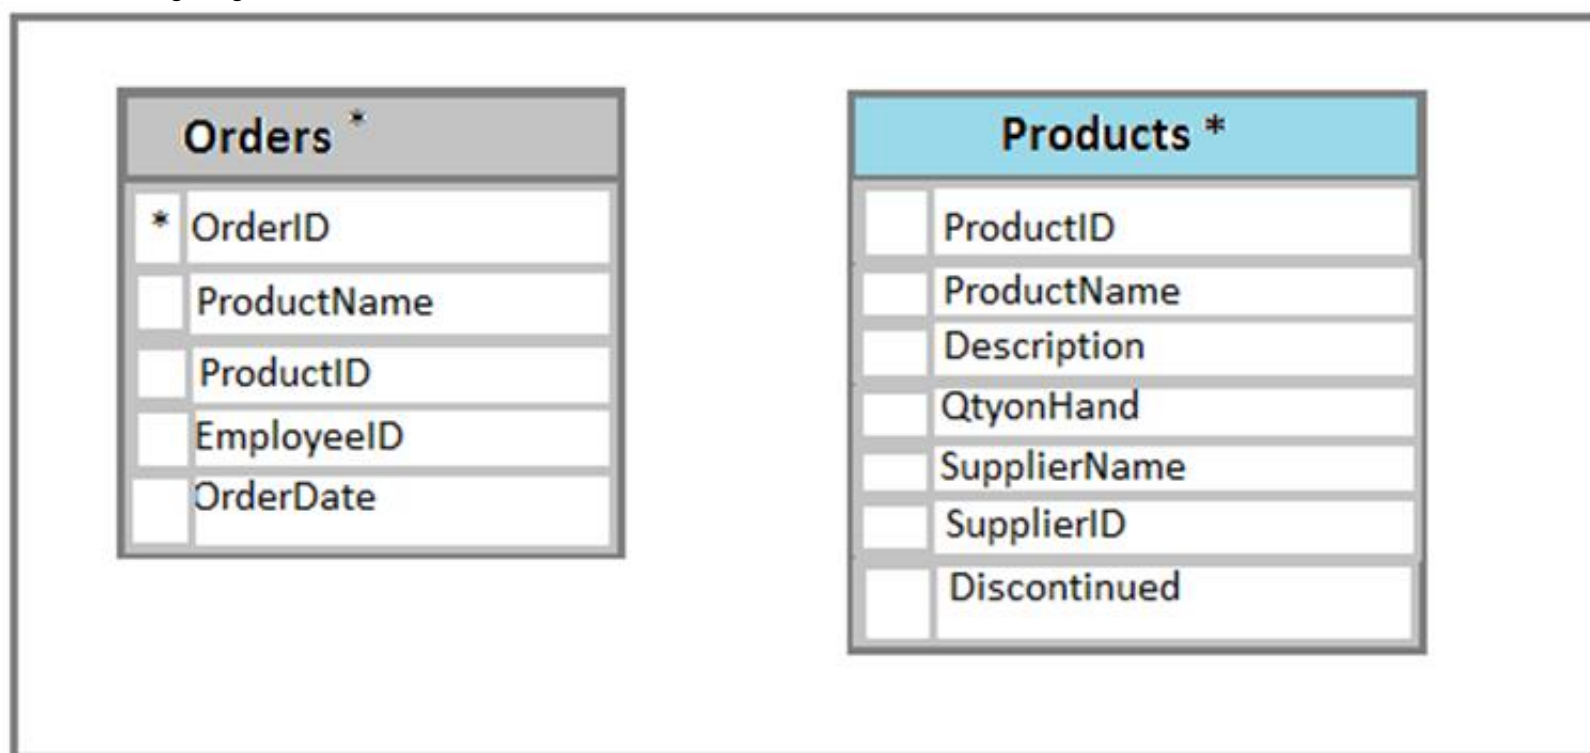 Orders *
* OrderID
ProductName
ProductID
EmployeeID
OrderDate
Products *
ProductID
ProductName
Description
QtyonHand
SupplierName
SupplierID
Discontinued